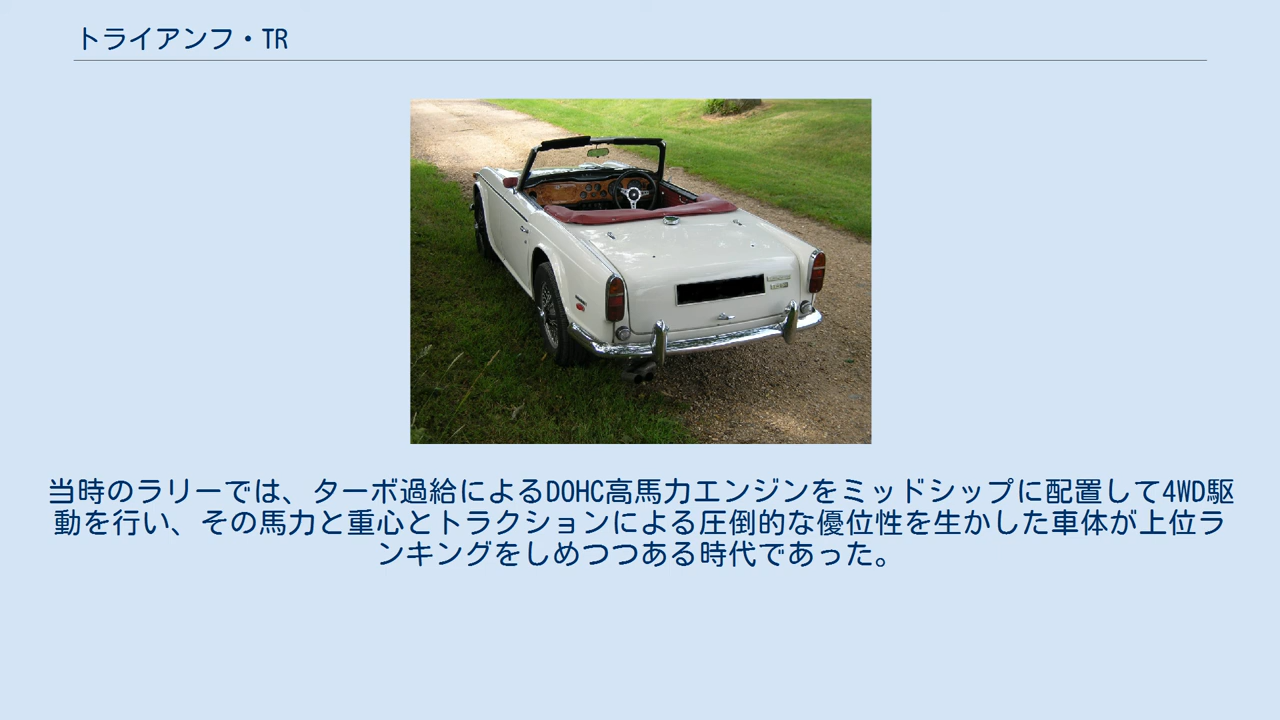 トライアンフ・TR
当時のラリーでは、ターボ過給によるDOHC高馬力エンジンをミッドシップに配置して4WD駆
動を行い、その馬力と重心とトラクションによる圧倒的な優位性を生かした車体が上位ラ
ンキングをしめつつある時代であった。